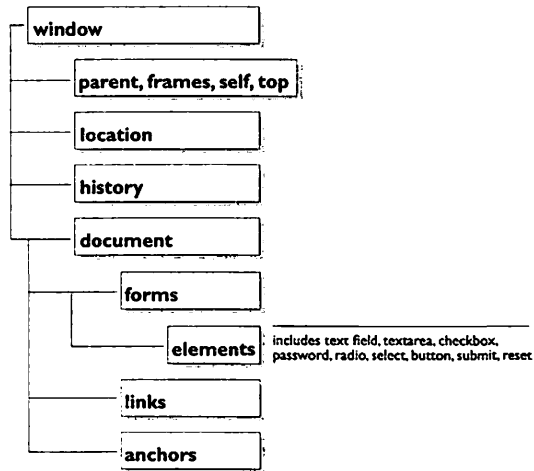 window
parent, frames, self, top
location
history
document
forms
elements
includes text field, textarea, checkbox,
password, radio, select, button, submit, reset
links
anchors